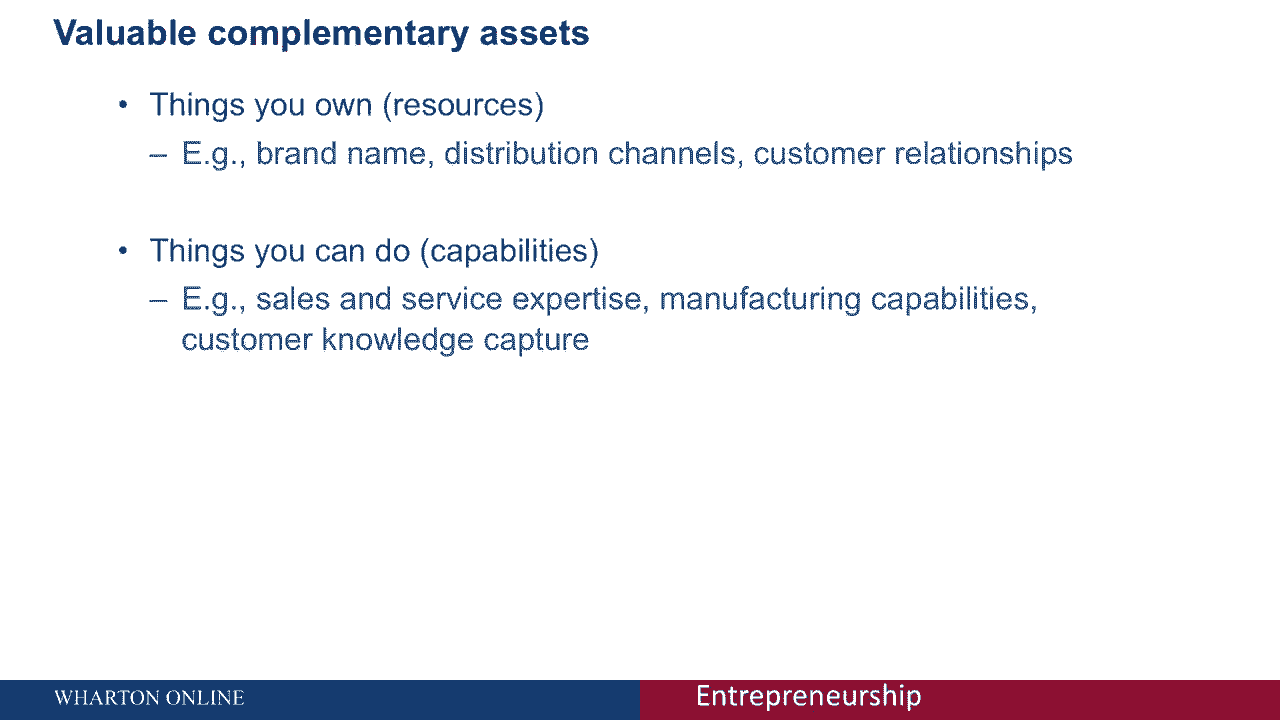 Valuable complementary assets
• Things you own (resources)
– E.g., brand name, distribution channels, customer relationships
• Things you can do (capabilities)
– E.g., sales and service expertise, manufacturing capabilities,
customer knowledge capture
WHARTON ONLINE
Entrepreneurship